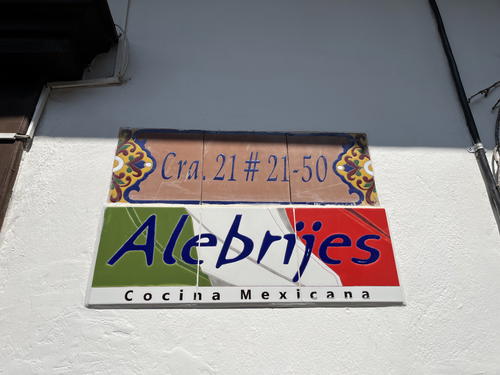 Cra. 21 # 21-50
Alebrijes
Cocina Mexicana